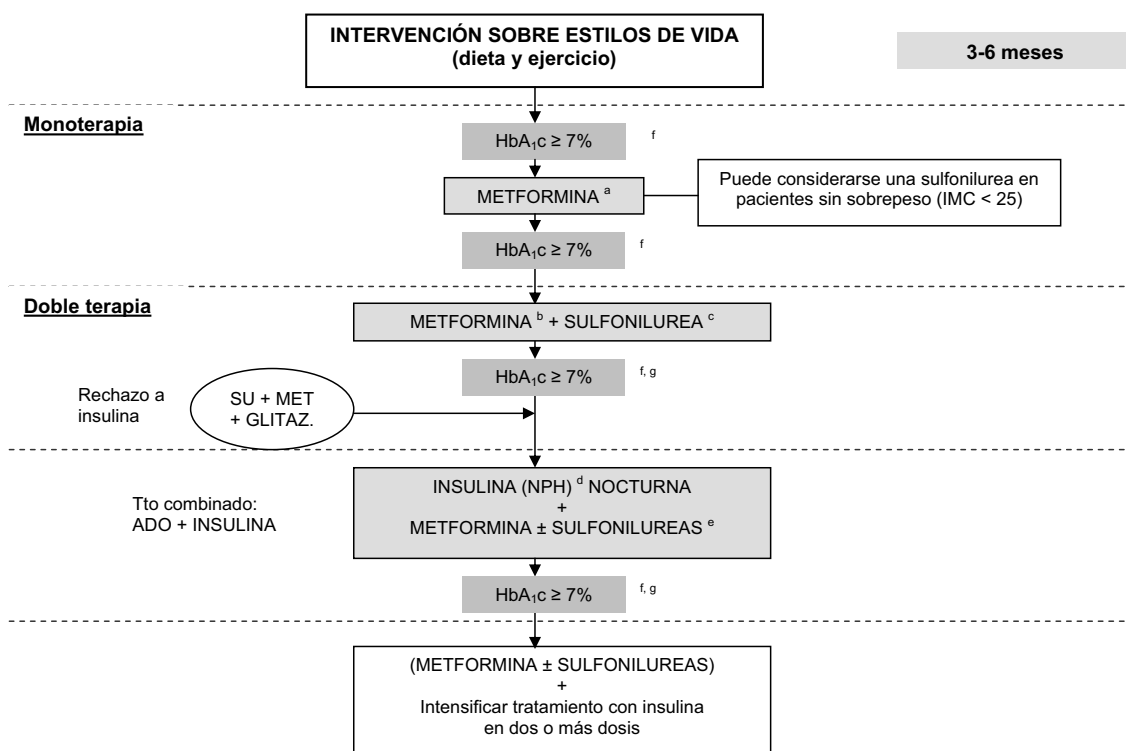 INTERVENCIÓN SOBRE ESTILOS DE VIDA
(dieta y ejercicio)
3-6 meses
Monoterapia
HbA₁c ≥ 7% f
METFORMINA a
Puede considerarse una sulfonilurea en
pacientes sin sobrepeso (IMC < 25)
HbA₁c ≥ 7% f
Doble terapia
METFORMINA b + SULFONILUREA c
HbA₁c ≥ 7% f, g
Rechazo a
insulina
SU + MET
+ GLITAZ.
Tto combinado:
ADO + INSULINA
INSULINA (NPH) d NOCTURNA
+
METFORMINA ± SULFONILUREAS e
HbA₁c ≥ 7% f, g
(METFORMINA ± SULFONILUREAS)
+
Intensificar tratamiento con insulina
en dos o más dosis